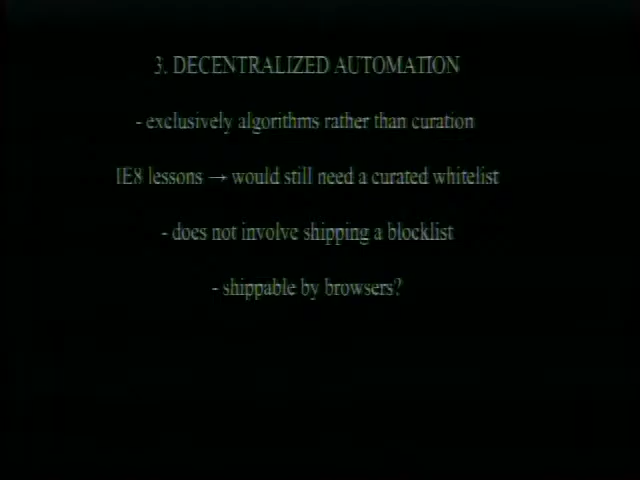 3. DECENTRALIZED AUTOMATION
- exclusively algorithms rather than curation
IE8 lessons → would still need a curated whitelist
- does not involve shipping a blocklist
- shippable by browsers?